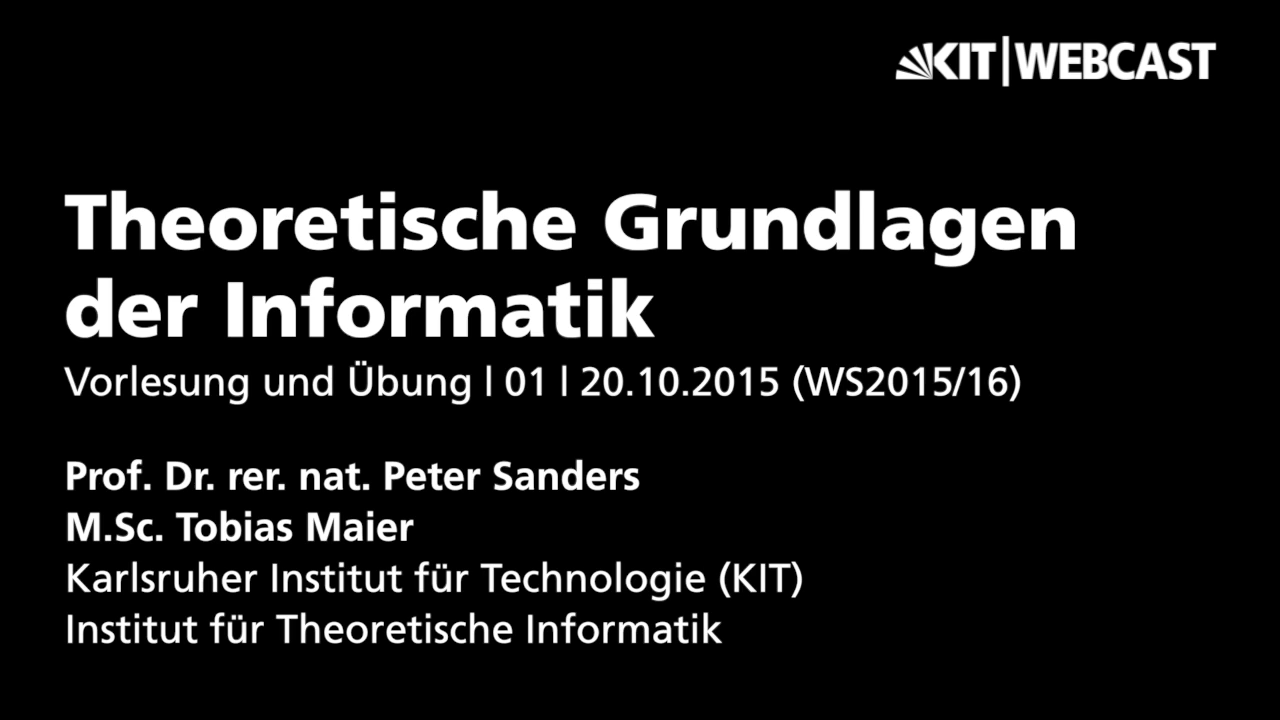 KIT|WEBCAST
Theoretische Grundlagen
der Informatik
Vorlesung und Übung | 01 | 20.10.2015 (WS2015/16)
Prof. Dr. rer. nat. Peter Sanders
M.Sc. Tobias Maier
Karlsruher Institut für Technologie (KIT)
Institut für Theoretische Informatik